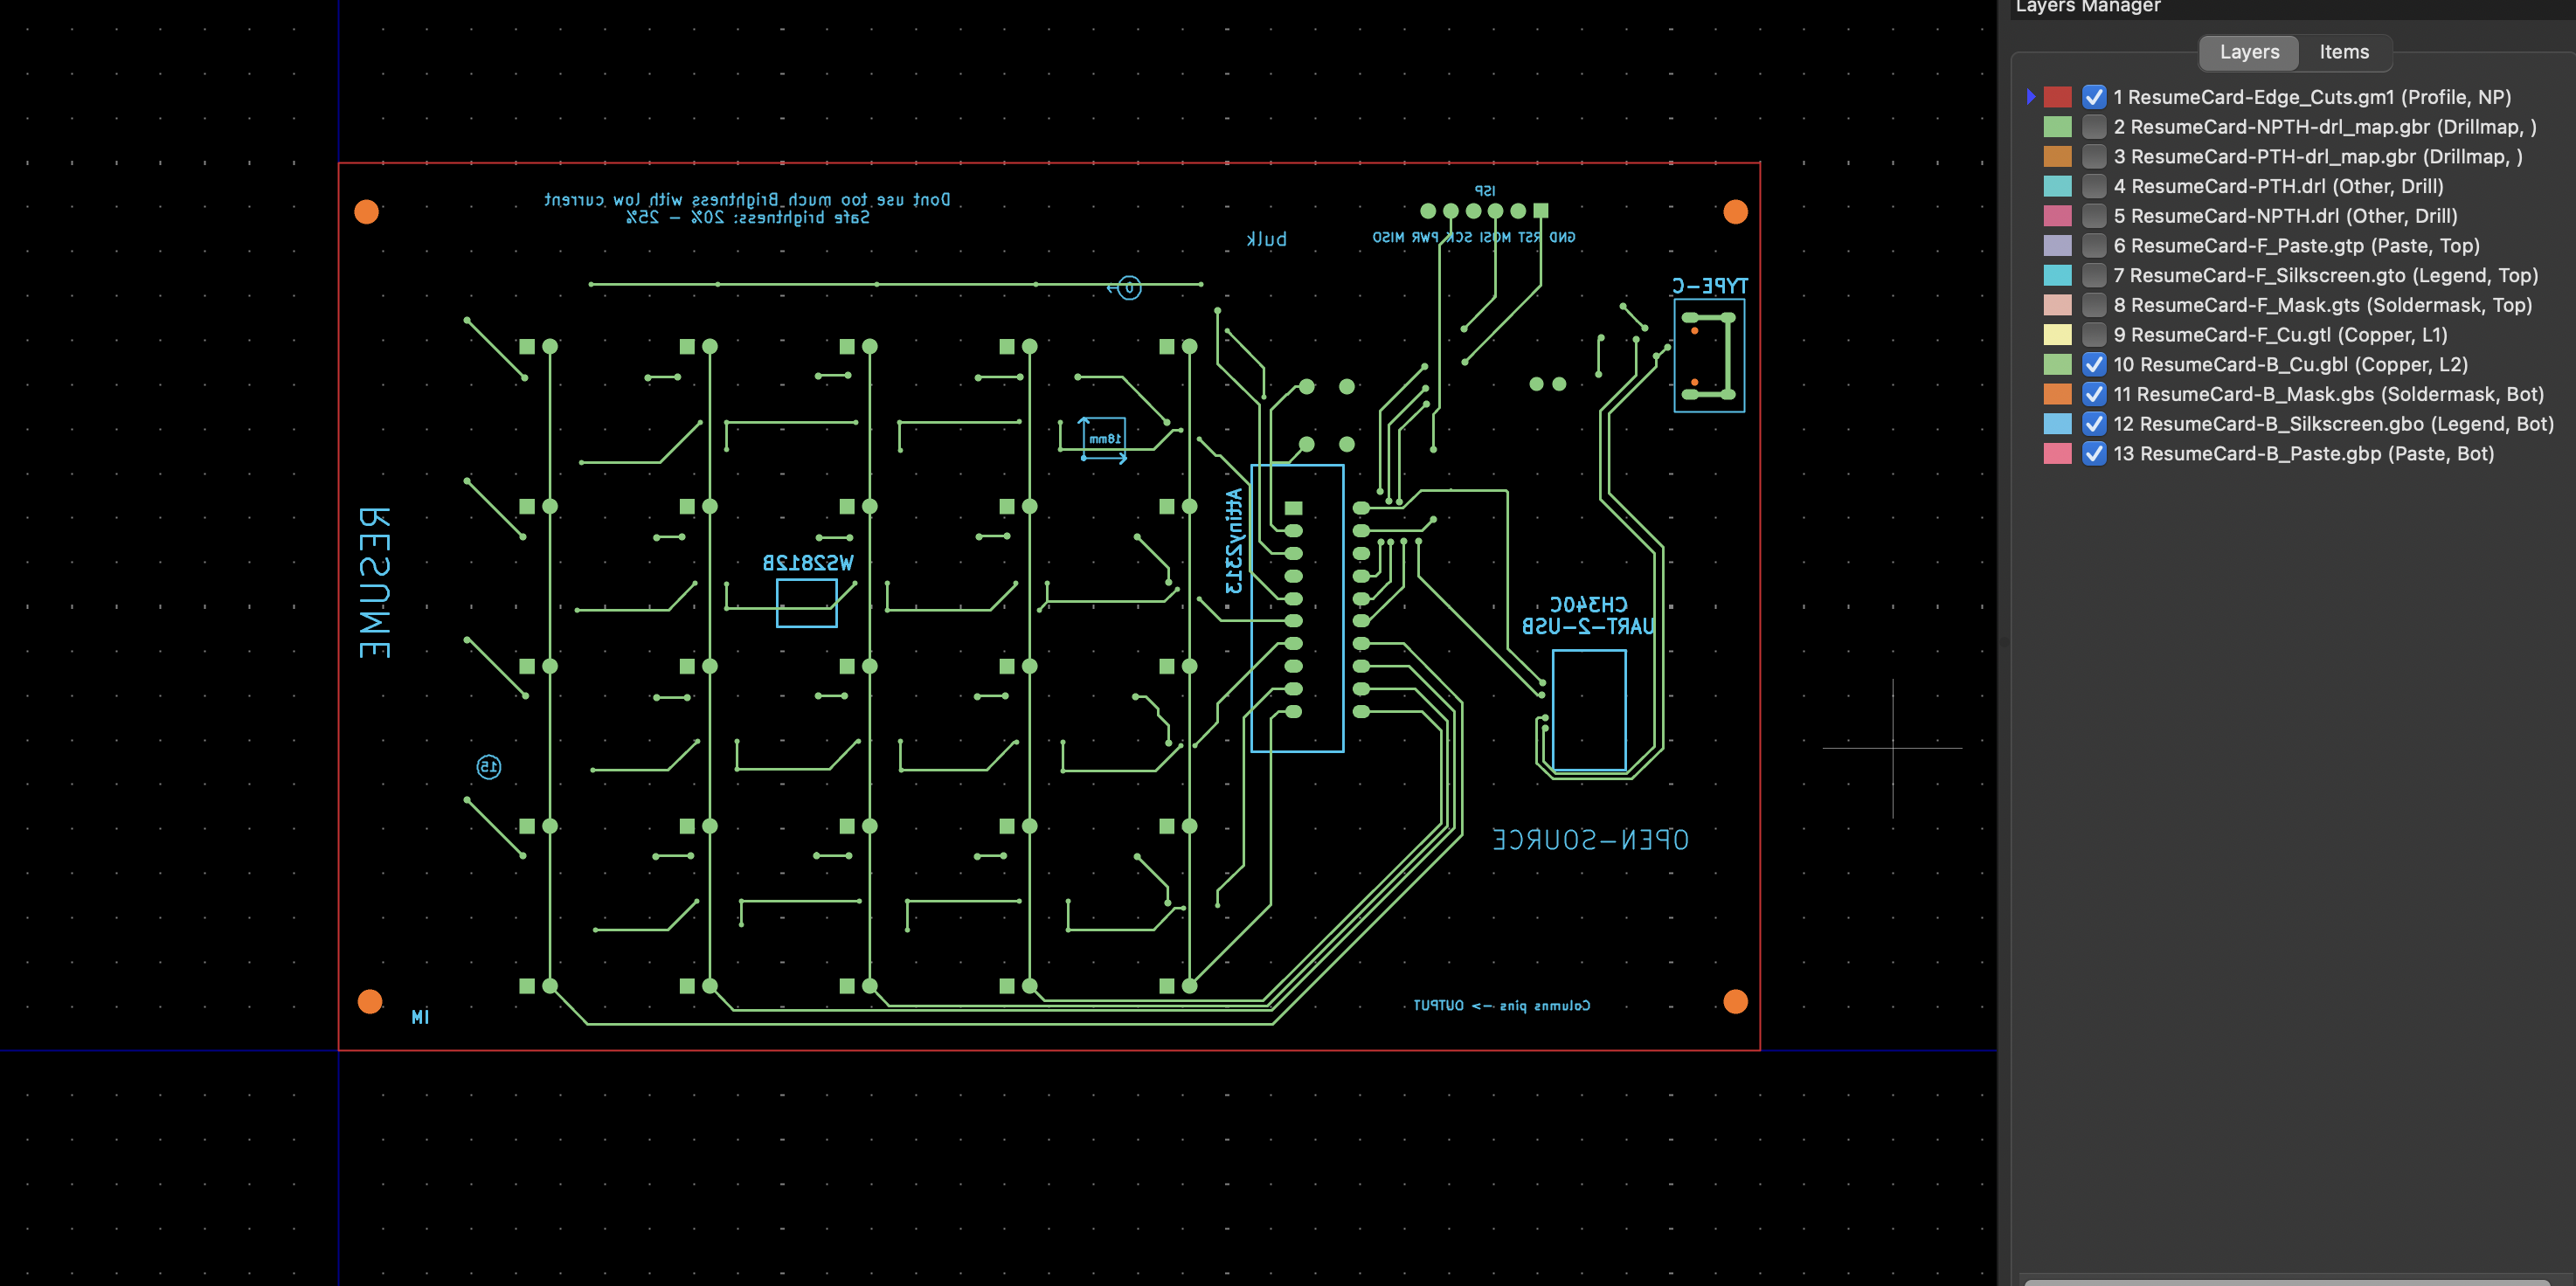 Layers Manager
Layers Items
1 ResumeCard-Edge_Cuts.gm1 (Profile, NP)
2 ResumeCard-NPTH-drl_map.gbr (Drillmap, )
3 ResumeCard-PTH-drl_map.gbr (Drillmap, )
4 ResumeCard-PTH.drl (Other, Drill)
5 ResumeCard-NPTH.drl (Other, Drill)
6 ResumeCard-F_Paste.gtp (Paste, Top)
7 ResumeCard-F_Silkscreen.gto (Legend, Top)
8 ResumeCard-F_Mask.gts (Soldermask, Top)
9 ResumeCard-F_Cu.gtl (Copper, L1)
10 ResumeCard-B_Cu.gbl (Copper, L2)
11 ResumeCard-B_Mask.gbs (Soldermask, Bot)
12 ResumeCard-B_Silkscreen.gbo (Legend, Bot)
13 ResumeCard-B_Paste.gbp (Paste, Bot)
Dont use too much Brightness with low current
Safe brightness: 20% - 25%
ISP
GND RST MOSI SCK PWR MISO
bulk
0
TYPE-C
18mm
Attiny2313
RESUME
WS2812B
CH340C
UART-2-USB
15
OPEN-SOURCE
Columns pins -> OUTPUT
IM